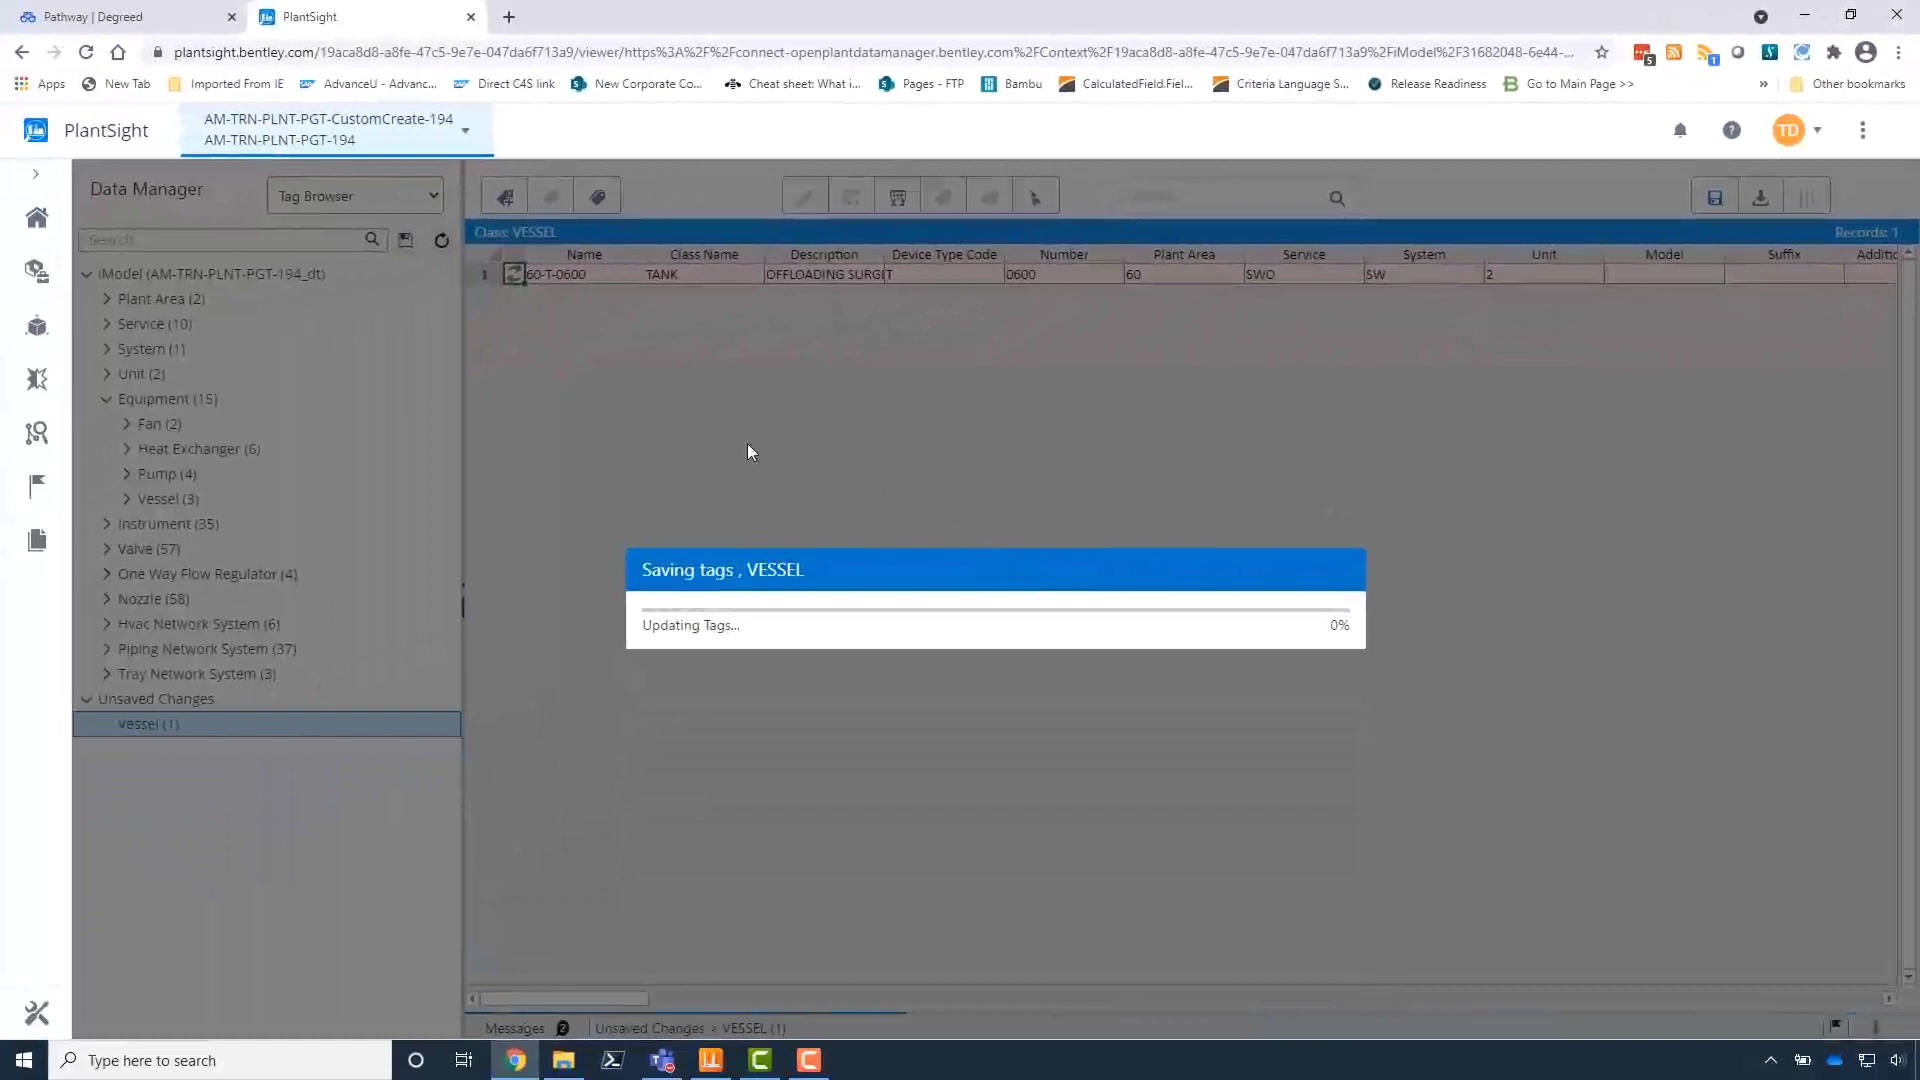 Pathway | Degreed
PlantSight
plantsight.bentley.com/19aca8d8-a8fe-47c5-9e7e-047da6f713a9/viewer/https%3A%2F%2Fconnect-openplantdatamanager.bentley.com%2FContext%2F19aca8d8-a8fe-47c5-9e7e-047da6f713a9%2FiModel%2F31682048-6e44-...
5
1
Apps
New Tab
Imported From IE
AdvanceU - Advanc...
Direct C4S link
New Corporate Co...
Cheat sheet: What i...
Pages - FTP
Bambu
CalculatedField.Fiel...
Criteria Language S...
Release Readiness
Go to Main Page >>
»
Other bookmarks
PlantSight
AM-TRN-PLNT-PGT-CustomCreate-194
AM-TRN-PLNT-PGT-194
TD
Data Manager
Tag Browser
Search...
iModel (AM-TRN-PLNT-PGT-194_dt)
Plant Area (2)
Service (10)
System (1)
Unit (2)
Equipment (15)
Fan (2)
Heat Exchanger (6)
Pump (4)
Vessel (3)
Instrument (35)
Valve (57)
One Way Flow Regulator (4)
Nozzle (58)
Hvac Network System (6)
Piping Network System (37)
Tray Network System (3)
Unsaved Changes
Vessel (1)
Class: VESSEL
Records: 1
Name Class Name Description Device Type Code Number Plant Area Service System Unit Model Suffix Additic
1 60-T-0600 TANK OFFLOADING SURG T 0600 60 SWO SW 2
Saving tags , VESSEL
Updating Tags...
0%
Messages 2
Unsaved Changes > VESSEL (1)
Type here to search